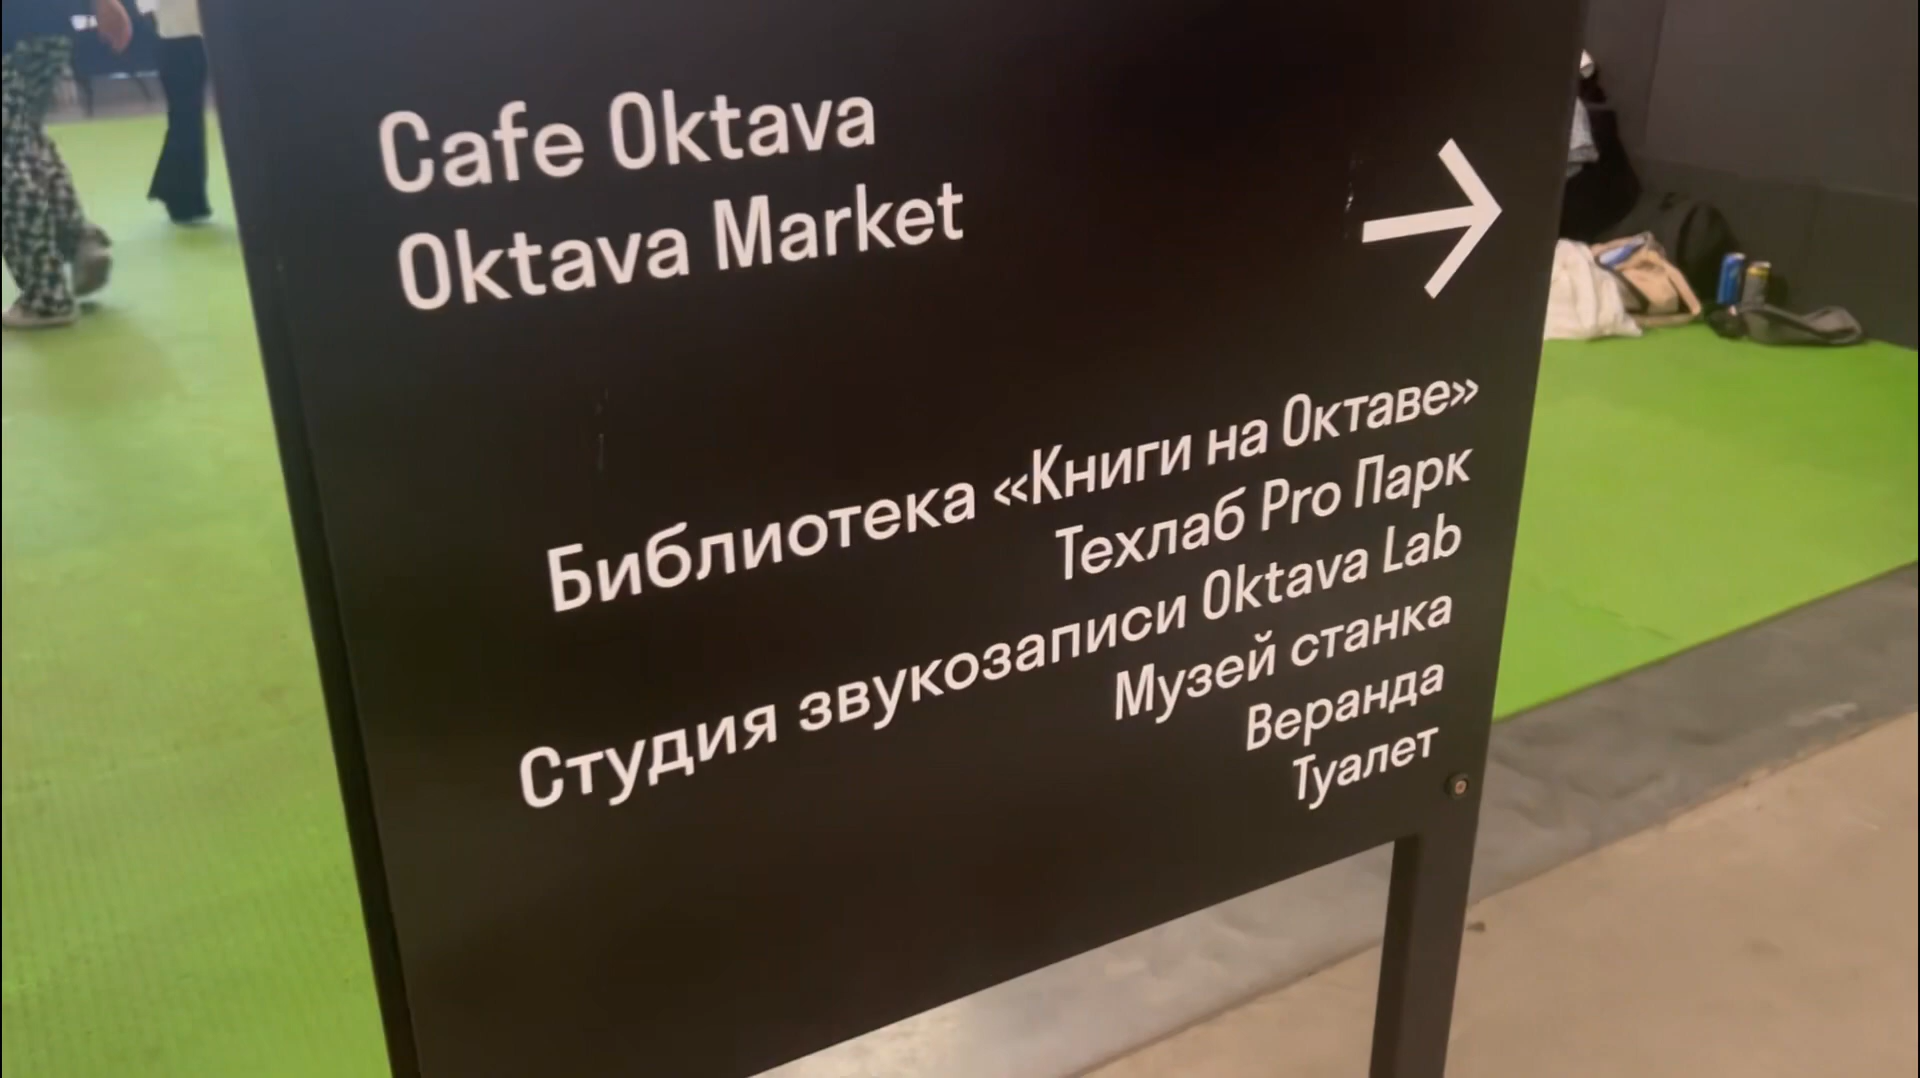 Cafe Oktava
Oktava Market
Библиотека «Книги на Октаве»
Техлаб Pro Парк
Студия звукозаписи Oktava Lab
Музей станка
Веранда
Туалет